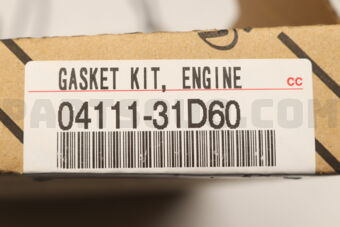 GASKET KIT, ENGINE
CC
04111-31D60